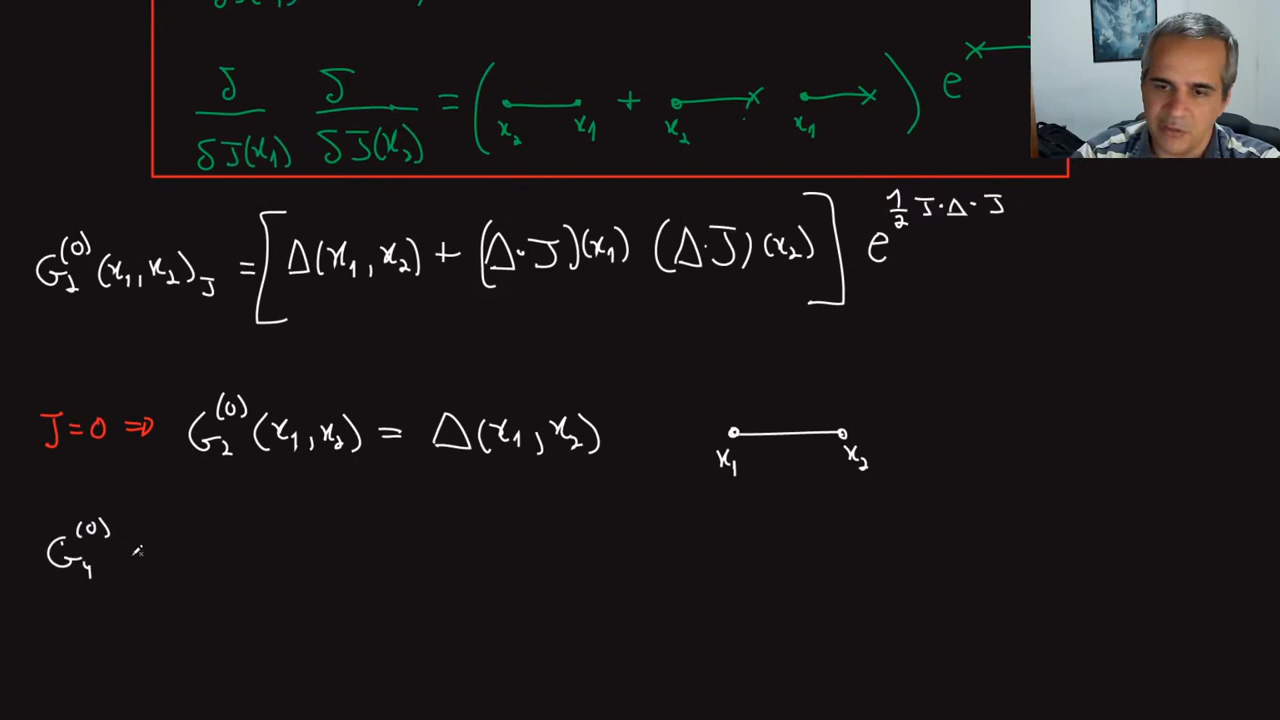 δ/δJ(x₁) δ/δJ(x₂) = ( x₂ x₁ + x₂ x₁ ) e
G₂⁽⁰⁾(x₁, x₂)_J = [ Δ(x₁, x₂) + (Δ·J)(x₁) (Δ·J)(x₂) ] e^{½ J·Δ·J}
J=0 ⇒ G₂⁽⁰⁾(x₁, x₂) = Δ(x₁, x₂) x₁ x₂
G₄⁽⁰⁾